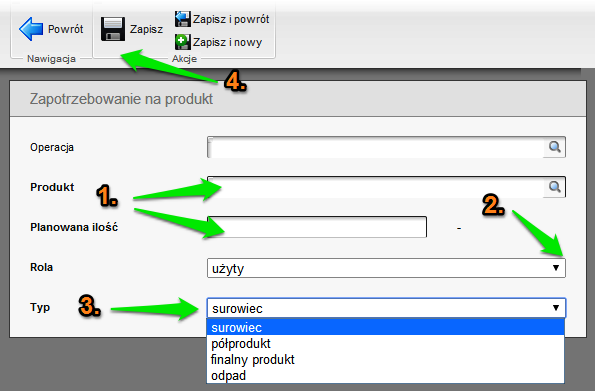 Powrót
Zapisz
Zapisz i powrót
Zapisz i nowy
Nawigacja
Akcje
4.
Zapotrzebowanie na produkt
Operacja
Produkt
1.
Planowana ilość
-
2.
Rola
użyty
Typ
3.
surowiec
surowiec
półprodukt
finalny produkt
odpad